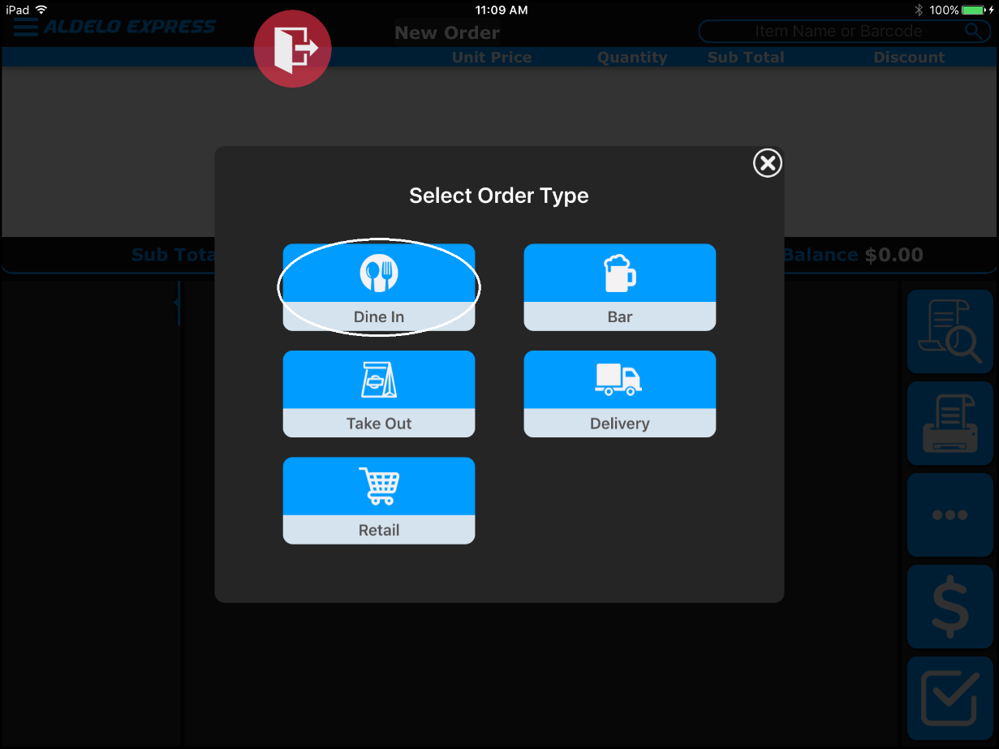 iPad 11:09 AM 100%
ALDELO EXPRESS New Order Item Name or Barcode
Unit Price Quantity Sub Total Discount
Select Order Type
Sub Tota Balance $0.00
Dine In Bar
Take Out Delivery
Retail